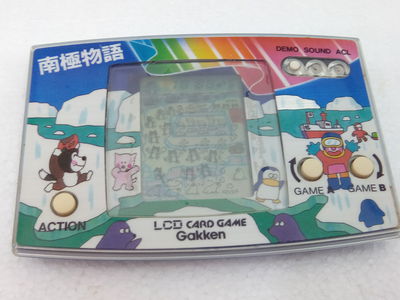 南極物語
DEMO SOUND ACL
GAME A GAME B
ACTION
LCD CARD GAME
Gakken